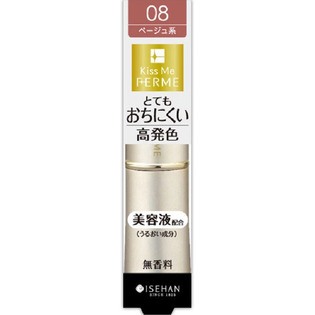 08
ベージュ系
Kiss Me
FERME
とても
おちにくい
高発色
美容液配合
(うるおい成分)
無香料
ISEHAN
SINCE 1825